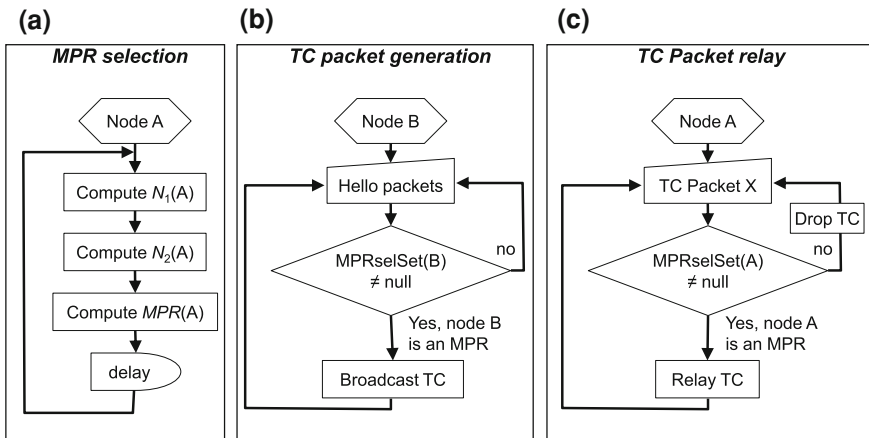 (a)
MPR selection
Node A
Compute N₁(A)
Compute N₂(A)
Compute MPR(A)
delay
(b)
TC packet generation
Node B
Hello packets
MPRselSet(B)
≠ null
no
Yes, node B
is an MPR
Broadcast TC
(c)
TC Packet relay
Node A
TC Packet X
Drop TC
MPRselSet(A)
≠ null
no
Yes, node A
is an MPR
Relay TC